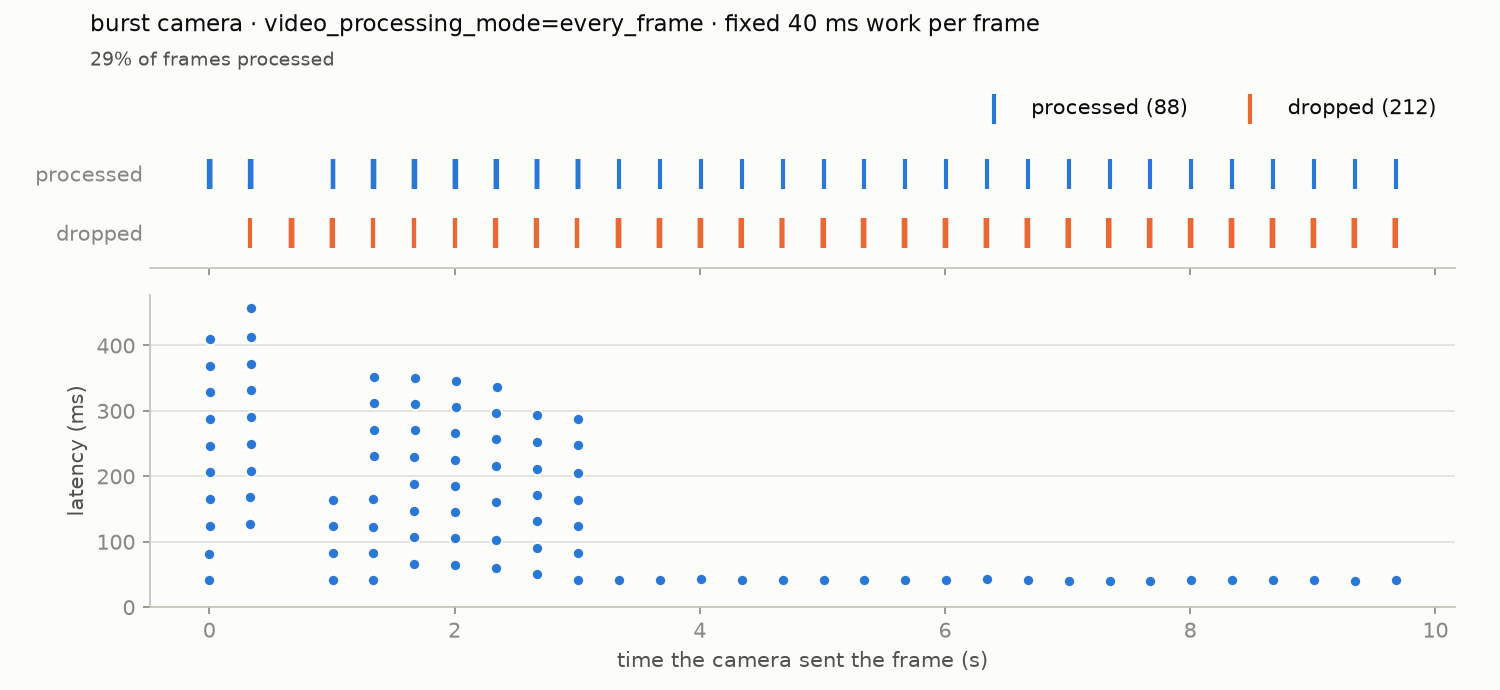 burst camera · video_processing_mode=every_frame · fixed 40 ms work per frame
29% of frames processed
processed (88) dropped (212)
processed
dropped
latency (ms)
400
300
200
100
0
0 2 4 6 8 10
time the camera sent the frame (s)